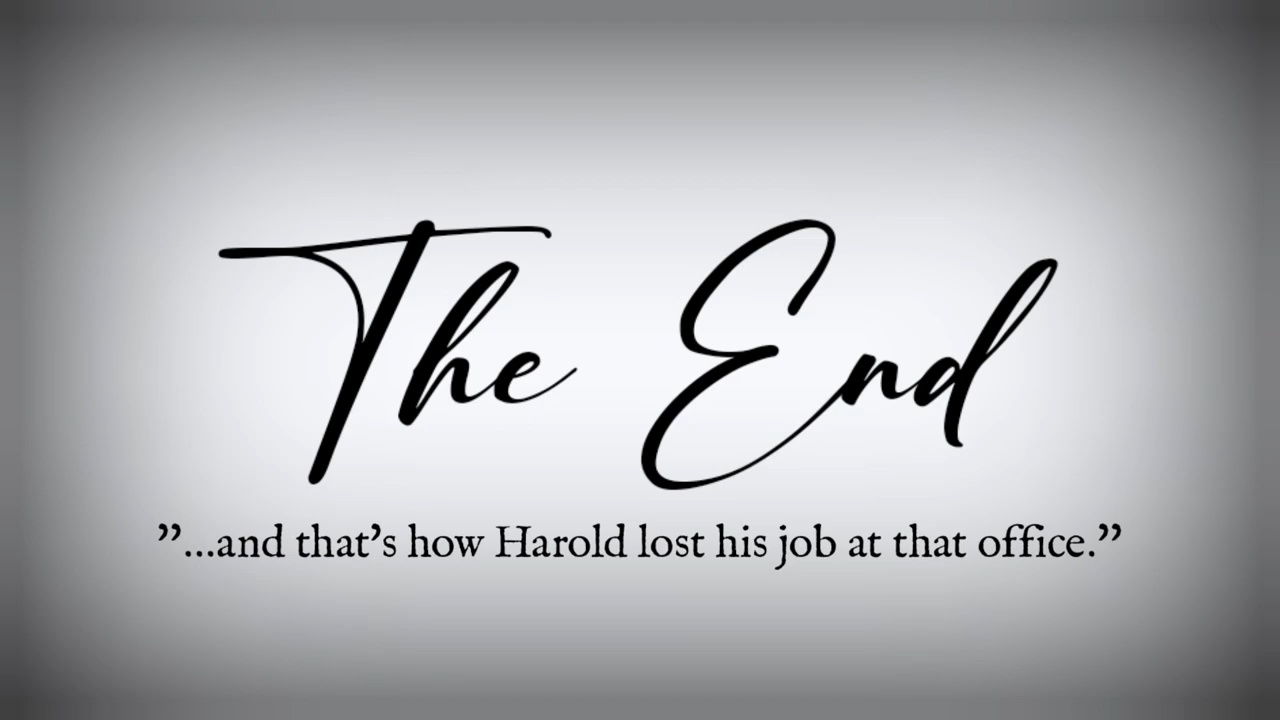 The End
”...and that’s how Harold lost his job at that office.”